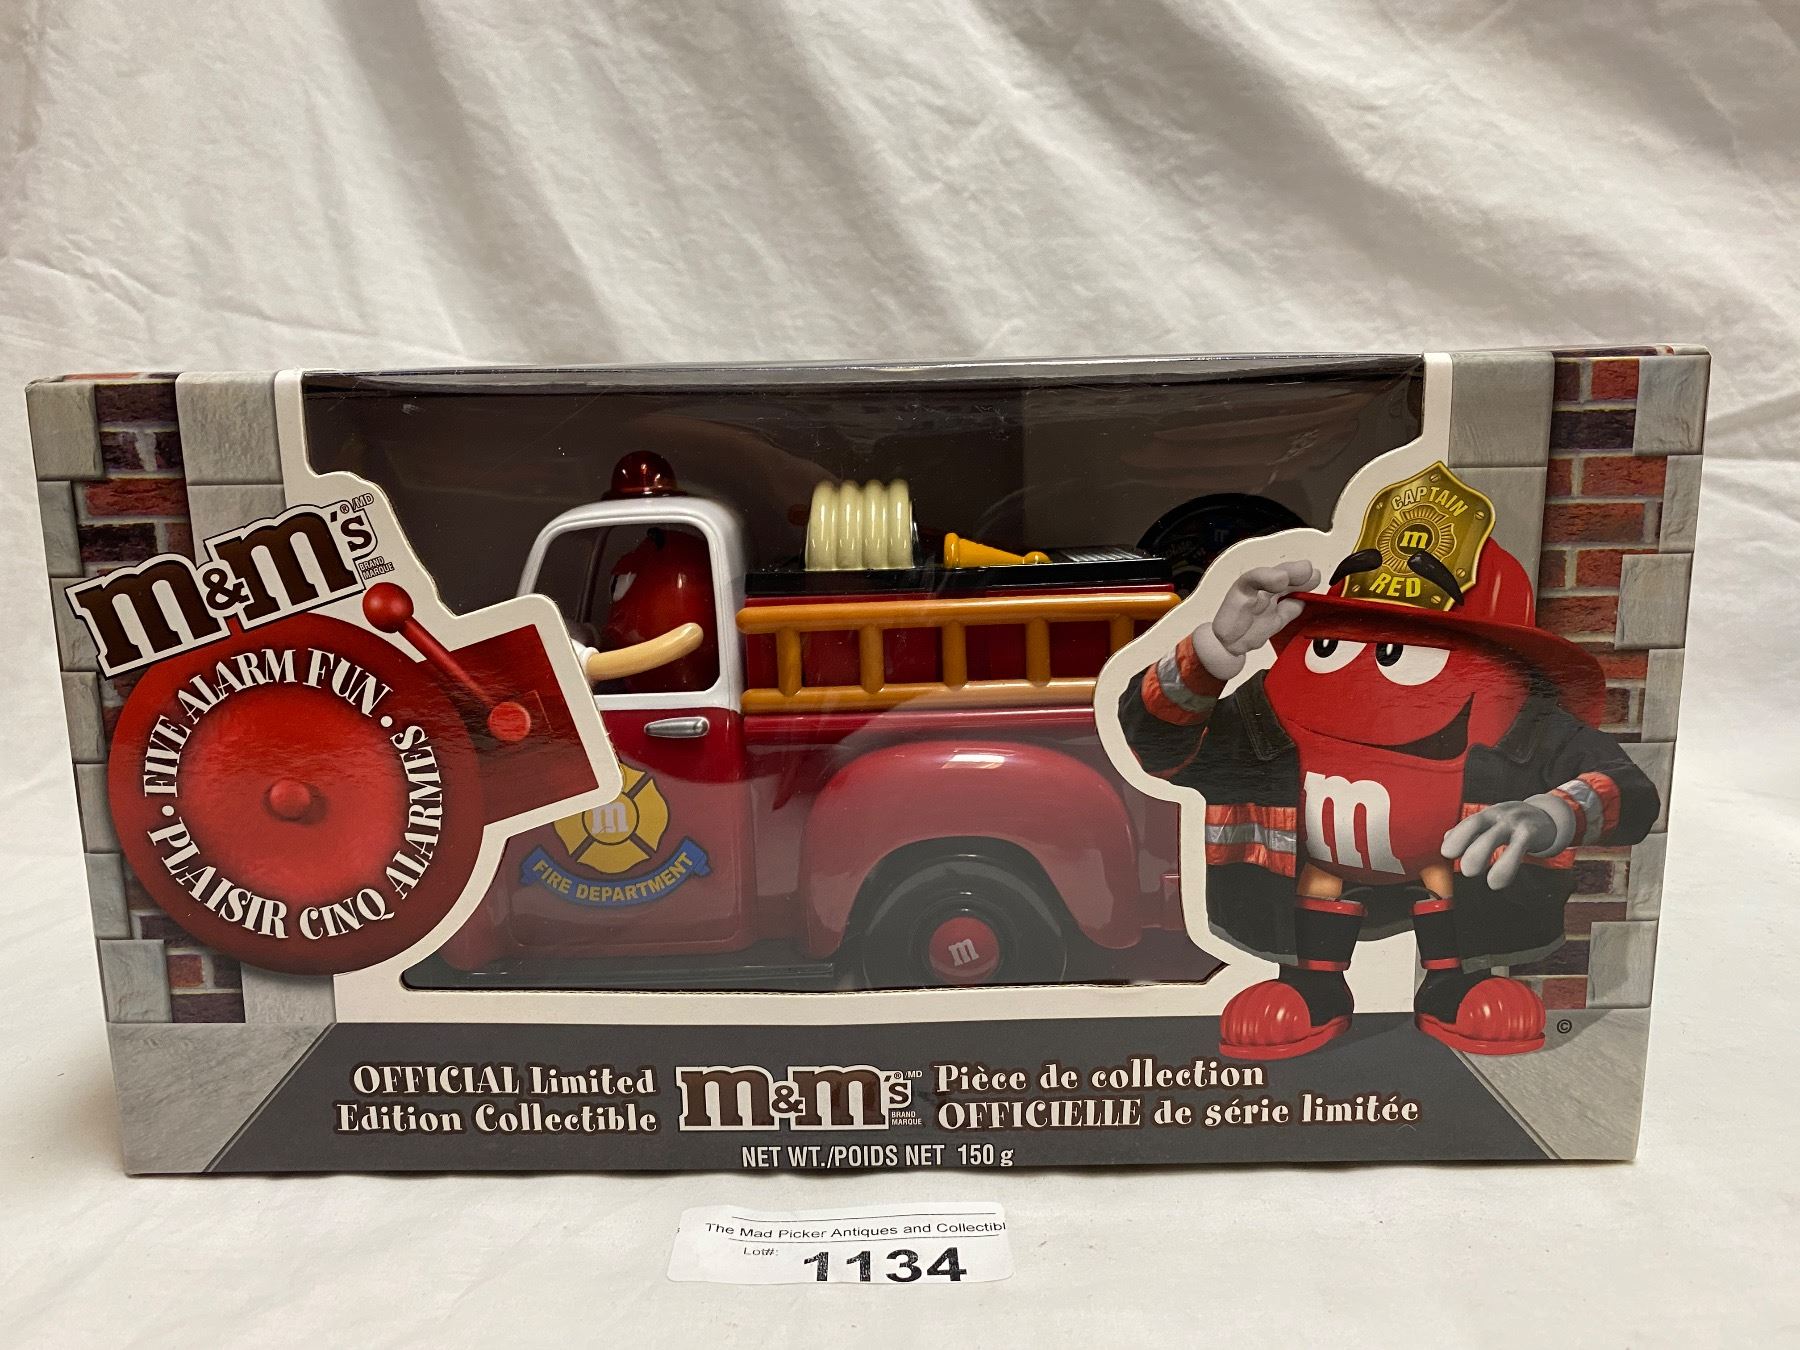 m&m's ®/MD
BRAND
MARQUE
• FIVE ALARM FUN •
PLAISIR CINQ ALARMES
m
FIRE DEPARTMENT
m
CAPTAIN
m
RED
m
©
OFFICIAL Limited
Edition Collectible
m&m's ®/MD
BRAND
MARQUE
Pièce de collection
OFFICIELLE de série limitée
NET WT./POIDS NET 150 g
The Mad Picker Antiques and Collectibl
Lot#: 1134